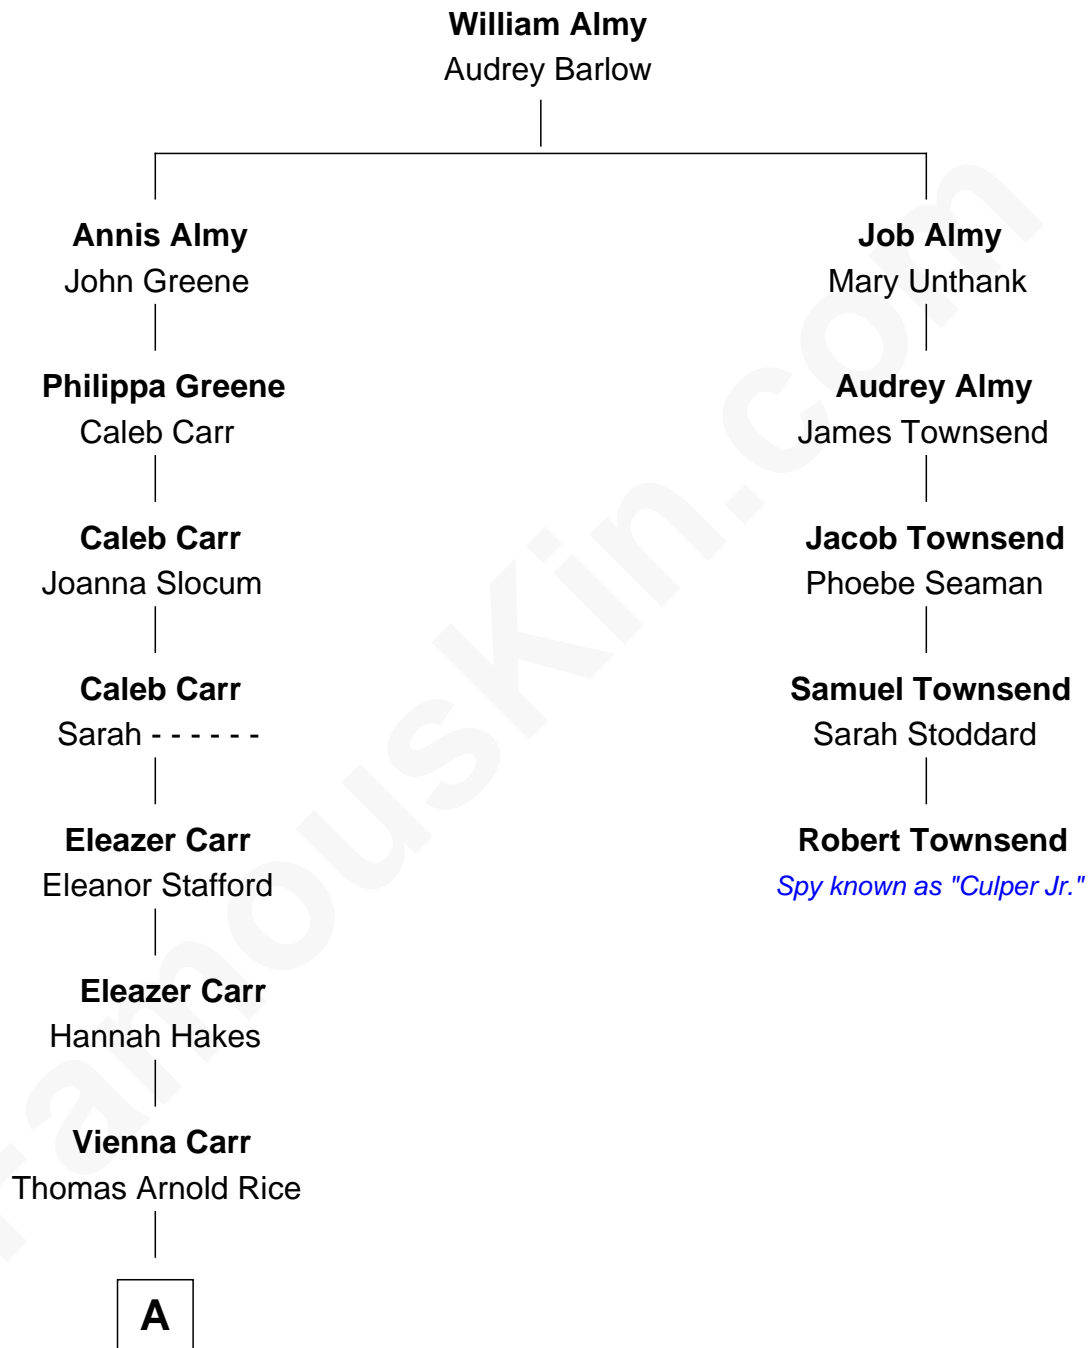 William Almy
Audrey Barlow
Annis Almy
John Greene
Job Almy
Mary Unthank
Philippa Greene
Caleb Carr
Audrey Almy
James Townsend
Caleb Carr
Joanna Slocum
Jacob Townsend
Phoebe Seaman
Caleb Carr
Sarah - - - - - -
Samuel Townsend
Sarah Stoddard
Eleazer Carr
Eleanor Stafford
Robert Townsend
Spy known as "Culper Jr."
Eleazer Carr
Hannah Hakes
Vienna Carr
Thomas Arnold Rice
A
FamousKin.com